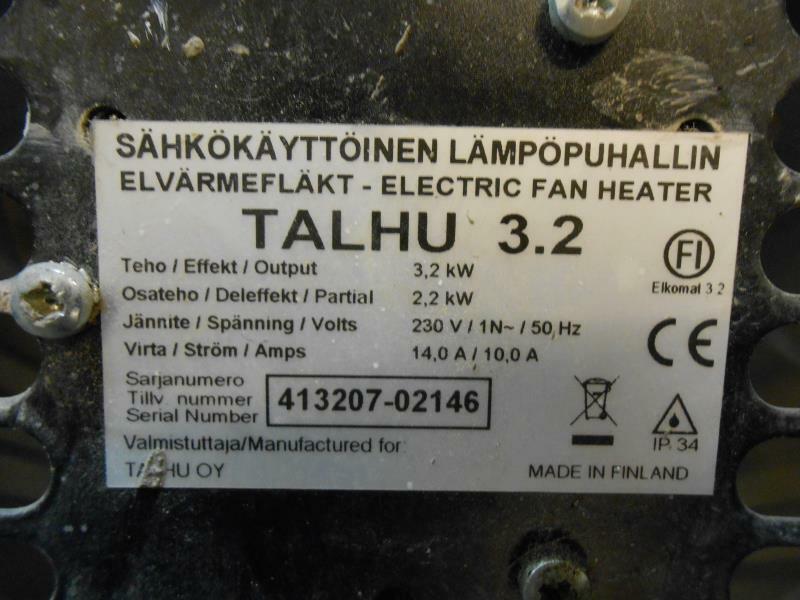 SÄHKÖKÄYTTÖINEN LÄMPÖPUHALLIN
ELVÄRMEFLÄKT - ELECTRIC FAN HEATER
TALHU 3.2
FI
Elkomat 3 2
Teho / Effekt / Output 3,2 kW
Osateho / Deleffekt / Partial 2,2 kW
Jännite / Spänning / Volts 230 V / 1N~ / 50 Hz
Virta / Ström / Amps 14,0 A / 10,0 A
CE
Sarjanumero
Tillv. nummer
Serial Number
413207-02146
IP 34
Valmistuttaja/Manufactured for:
TALHU OY
MADE IN FINLAND